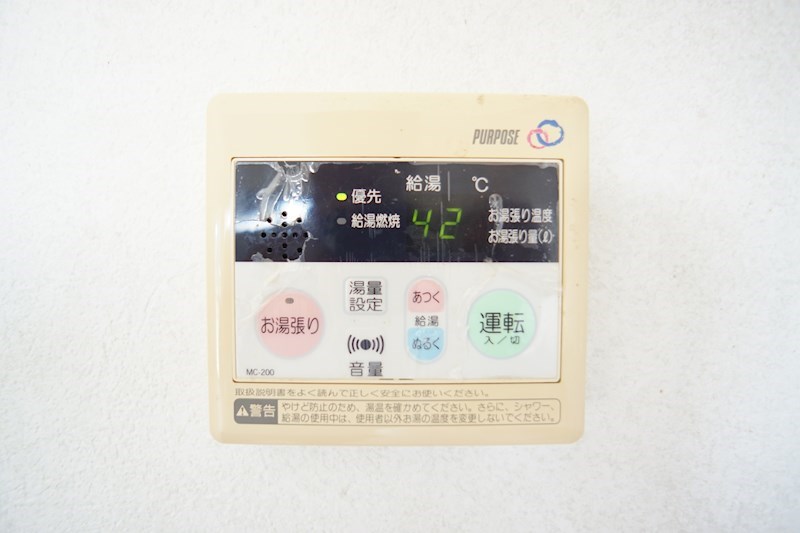 PURPOSE
給湯 ℃
優先
給湯燃焼
42
お湯張り温度
お湯張り量(ℓ)
お湯張り
湯量
設定
音量
あつく
給湯
ぬるく
運転
入/切
MC-200
取扱説明書をよく読んで正しく安全にお使いください。
警告
やけど防止のため、湯温を確かめてください。さらに、シャワー、
給湯の使用中は、使用者以外お湯の温度を変更しないでください。